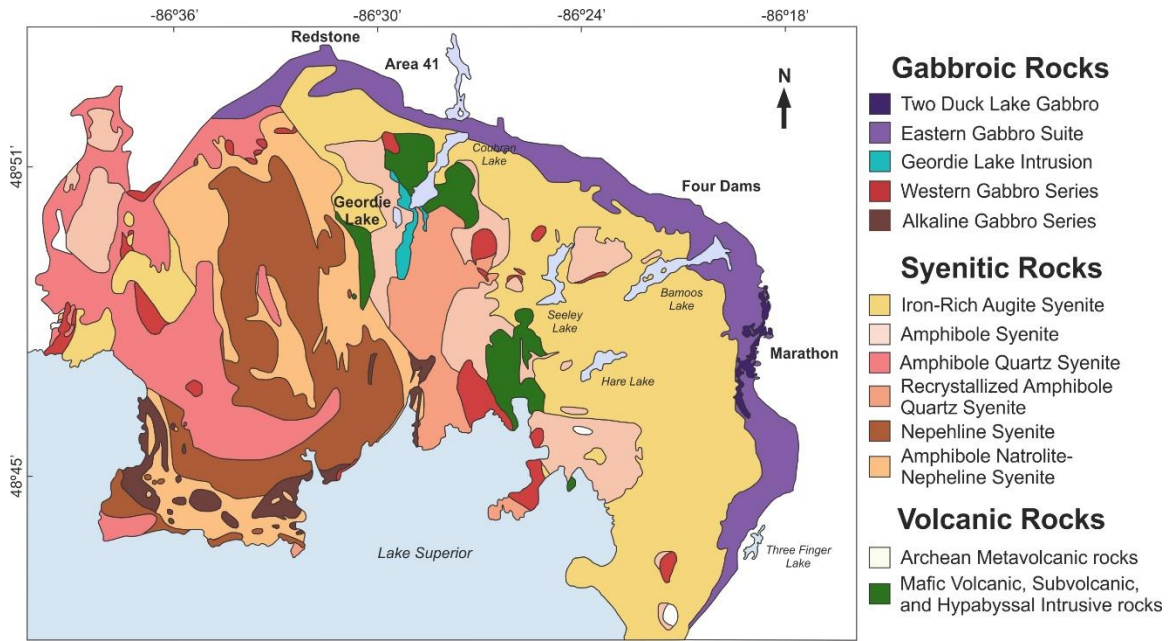 -86°36'
-86°30'
-86°24'
-86°18'
Redstone
Area 41
N
48°51'
Coubran
Lake
Four Dams
Geordie
Lake
Seeley
Lake
Bamoos
Lake
Marathon
Hare Lake
48°45'
Lake Superior
Three Finger
Lake
Gabbroic Rocks
Two Duck Lake Gabbro
Eastern Gabbro Suite
Geordie Lake Intrusion
Western Gabbro Series
Alkaline Gabbro Series
Syenitic Rocks
Iron-Rich Augite Syenite
Amphibole Syenite
Amphibole Quartz Syenite
Recrystallized Amphibole
Quartz Syenite
Nepehline Syenite
Amphibole Natrolite-
Nepheline Syenite
Volcanic Rocks
Archean Metavolcanic rocks
Mafic Volcanic, Subvolcanic,
and Hypabyssal Intrusive rocks